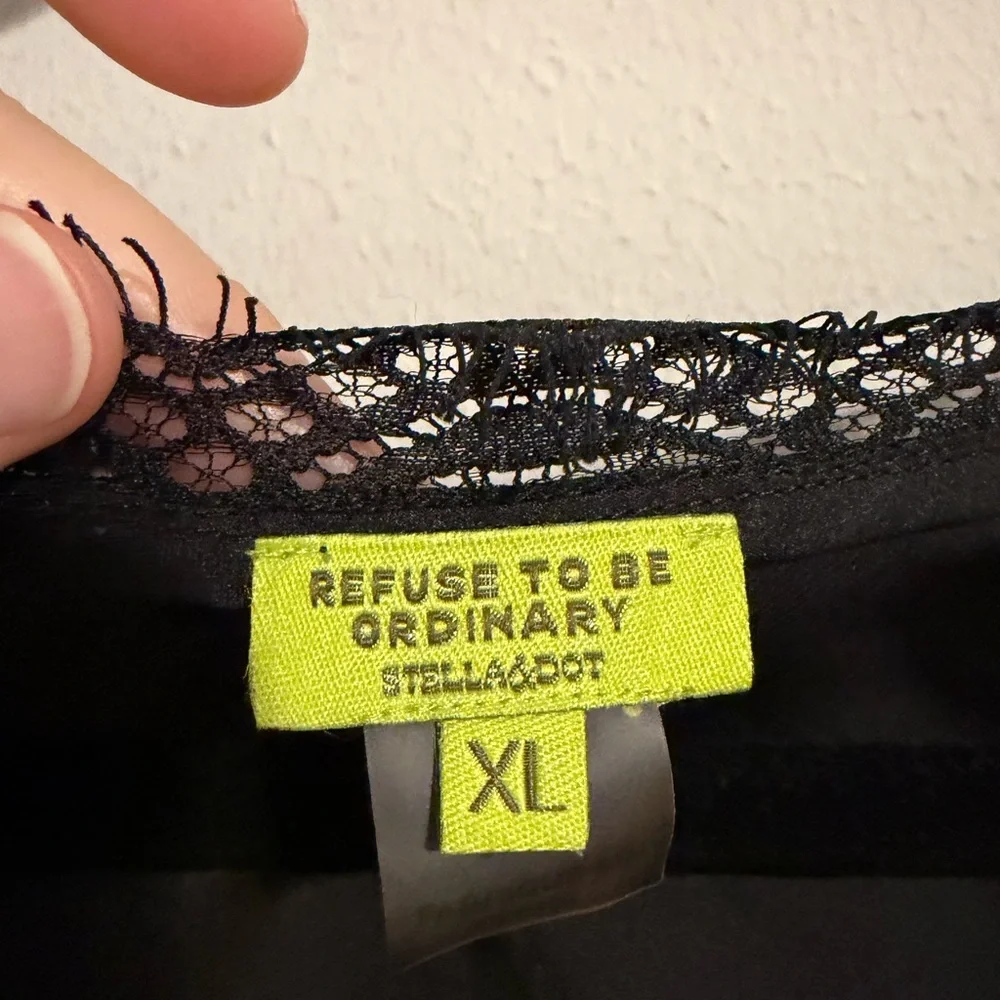 REFUSE TO BE
ORDINARY
STELLA&DOT
XL